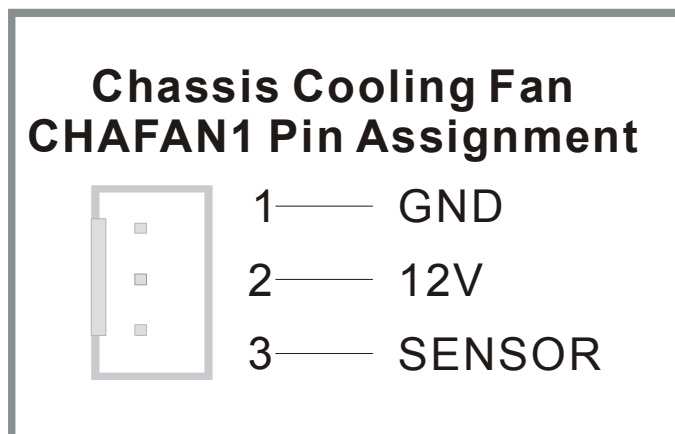 Chassis Cooling Fan
CHAFAN1 Pin Assignment
1 GND
2 12V
3 SENSOR